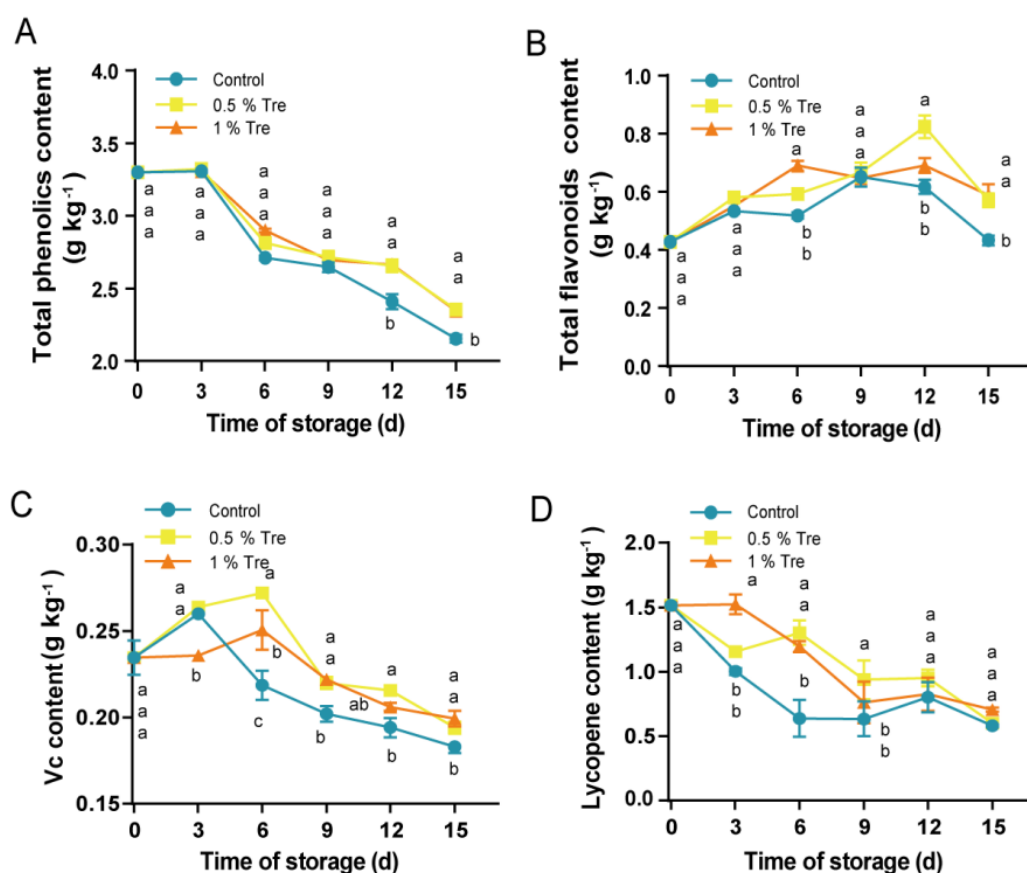 A
Control
0.5 % Tre
1 % Tre
Total phenolics content
(g kg⁻¹)
4.0
3.5
3.0
2.5
2.0
a
a
a
a
a
a
a
a
a
a
a
a
a
a
b
a
a
b
0
3
6
9
12
15
Time of storage (d)
B
Control
0.5 % Tre
1 % Tre
Total flavonoids content
(g kg⁻¹)
1.0
0.8
0.6
0.4
0.2
0.0
a
a
a
a
a
a
a
b
b
a
a
a
a
b
b
a
a
b
0
3
6
9
12
15
Time of storage (d)
C
Control
0.5 % Tre
1 % Tre
Vc content(g kg⁻¹)
0.30
0.25
0.20
0.15
a
a
a
a
a
b
a
b
c
a
a
b
a
ab
b
a
a
b
0
3
6
9
12
15
Time of storage (d)
D
Control
0.5 % Tre
1 % Tre
Lycopene content (g kg⁻¹)
2.0
1.5
1.0
0.5
0.0
a
a
a
a
b
b
a
a
b
a
b
b
a
a
a
a
a
a
0
3
6
9
12
15
Time of storage (d)